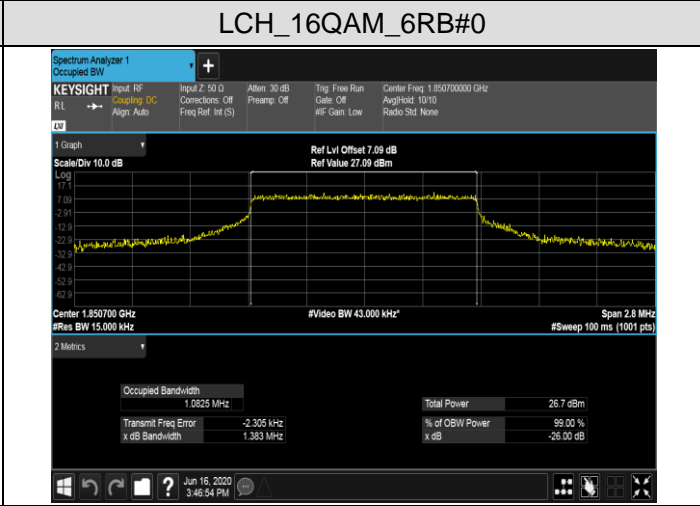 LCH_16QAM_6RB#0
Spectrum Analyzer 1
Occupied BW
+
KEYSIGHT Input: RF Input Z: 50 Ω Atten: 30 dB Trig: Free Run Center Freq: 1.850700000 GHz
R L Coupling: DC Corrections: Off Preamp: Off Gate: Off Avg|Hold: 10/10
Align: Auto Freq Ref: Int (S) #IF Gain: Low Radio Std: None
LXI
1 Graph
Ref Lvl Offset 7.09 dB
Scale/Div 10.0 dB Ref Value 27.09 dBm
Log
17.1
7.09
-2.91
-12.9
-22.9
-32.9
-42.9
-52.9
-62.9
Center 1.850700 GHz #Video BW 43.000 kHz* Span 2.8 MHz
#Res BW 15.000 kHz #Sweep 100 ms (1001 pts)
2 Metrics
Occupied Bandwidth
1.0825 MHz Total Power 26.7 dBm
Transmit Freq Error -2.305 kHz % of OBW Power 99.00 %
x dB Bandwidth 1.383 MHz x dB -26.00 dB
? Jun 16, 2020
3:46:54 PM